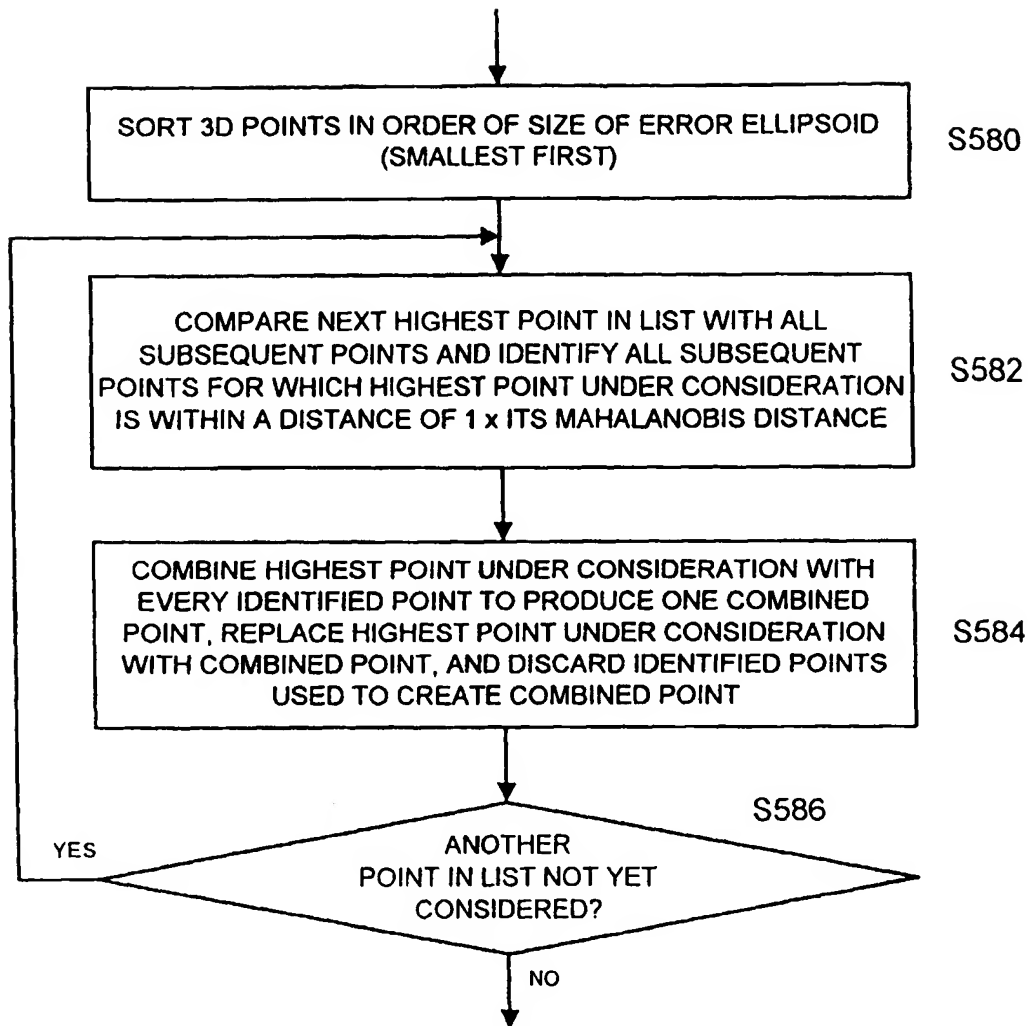 SORT 3D POINTS IN ORDER OF SIZE OF ERROR ELLIPSOID
(SMALLEST FIRST)
S580
COMPARE NEXT HIGHEST POINT IN LIST WITH ALL
SUBSEQUENT POINTS AND IDENTIFY ALL SUBSEQUENT
POINTS FOR WHICH HIGHEST POINT UNDER CONSIDERATION
IS WITHIN A DISTANCE OF 1 x ITS MAHALANOBIS DISTANCE
S582
COMBINE HIGHEST POINT UNDER CONSIDERATION WITH
EVERY IDENTIFIED POINT TO PRODUCE ONE COMBINED
POINT, REPLACE HIGHEST POINT UNDER CONSIDERATION
WITH COMBINED POINT, AND DISCARD IDENTIFIED POINTS
USED TO CREATE COMBINED POINT
S584
S586
YES
ANOTHER
POINT IN LIST NOT YET
CONSIDERED?
NO